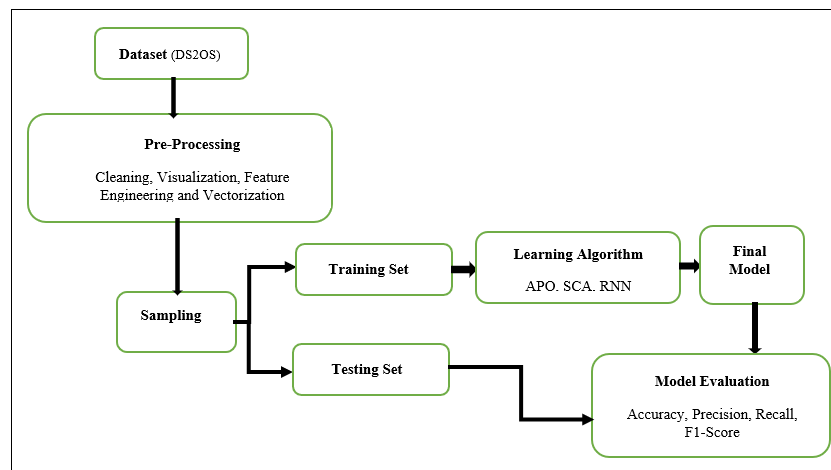 Dataset (DS2OS)
Pre-Processing
Cleaning, Visualization, Feature
Engineering and Vectorization
Sampling
Training Set
Testing Set
Learning Algorithm
APO. SCA. RNN
Final
Model
Model Evaluation
Accuracy, Precision, Recall,
F1-Score